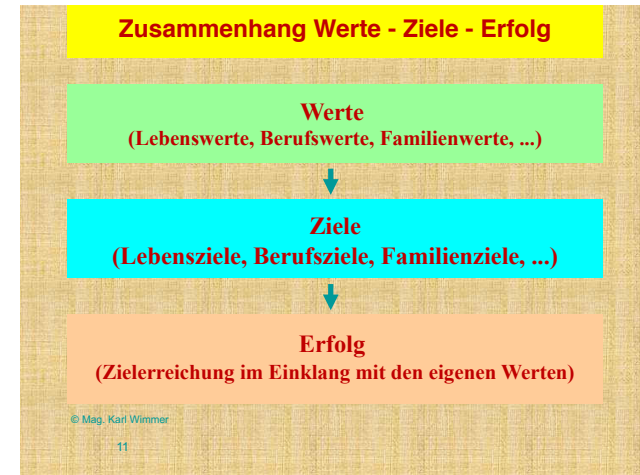 Zusammenhang Werte - Ziele - Erfolg
Werte
(Lebenswerte, Berufswerte, Familienwerte, ...)
Ziele
(Lebensziele, Berufsziele, Familienziele, ...)
Erfolg
(Zielerreichung im Einklang mit den eigenen Werten)
© Mag. Karl Wimmer
11